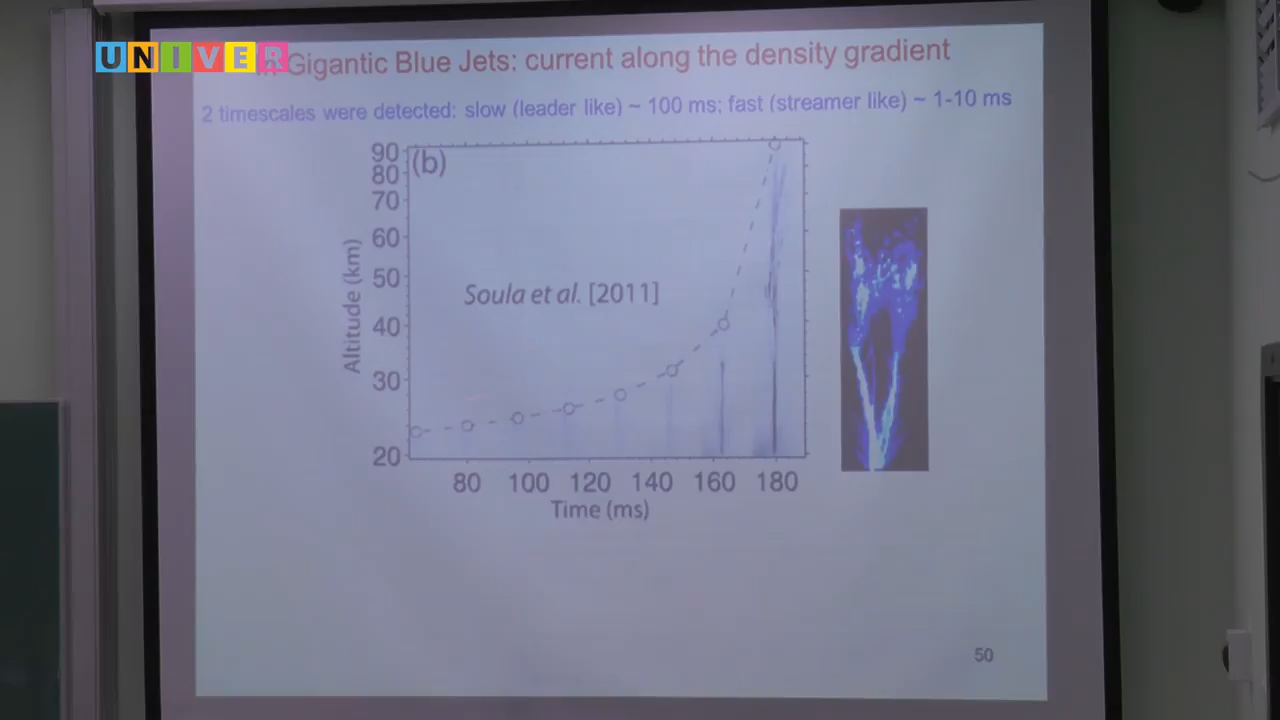 UNIVER
Gigantic Blue Jets: current along the density gradient
2 timescales were detected: slow (leader like) ~ 100 ms; fast (streamer like) ~ 1-10 ms
(b)
90
80
70
60
50
40
30
20
Altitude (km)
Soula et al. [2011]
80 100 120 140 160 180
Time (ms)
50